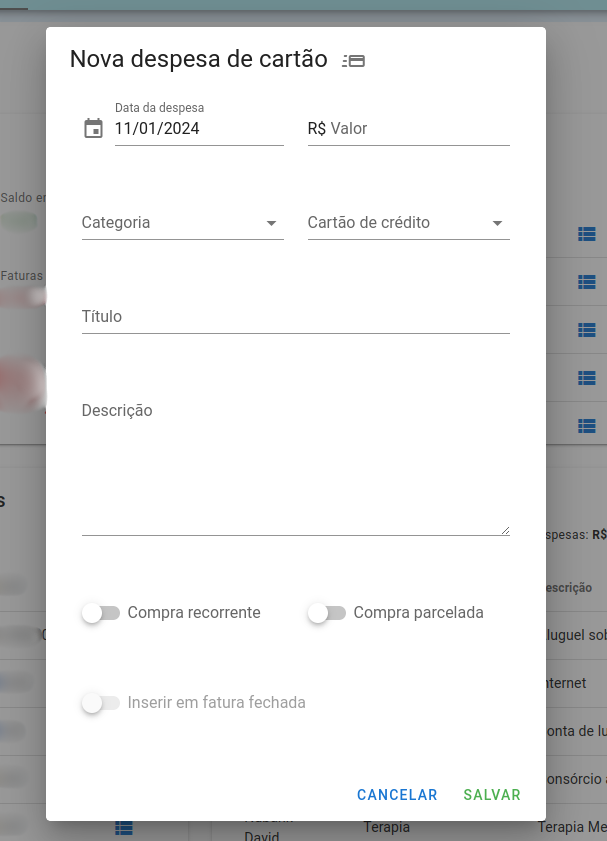 Nova despesa de cartão
Data da despesa
11/01/2024
R$ Valor
Saldo
Categoria
Cartão de crédito
Faturas
Título
Descrição
spesas: R$
escrição
Compra recorrente
Compra parcelada
luguel sob
Inserir em fatura fechada
nternet
onta de lu
onsórcio
CANCELAR
SALVAR
David
Terapia
Terapia Me